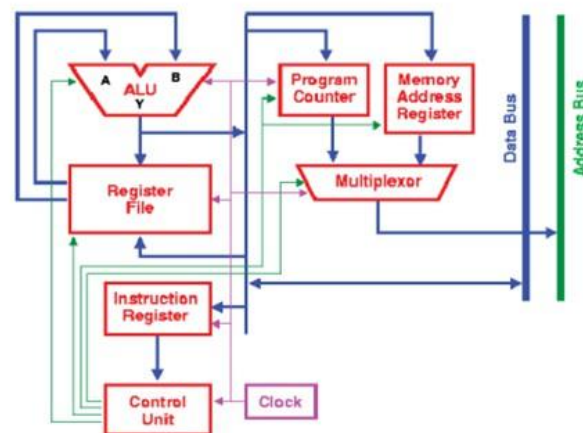 A
B
ALU
Y
Program
Counter
Memory
Address
Register
Data Bus
Address Bus
Register
File
Multiplexor
Instruction
Register
Control
Unit
Clock